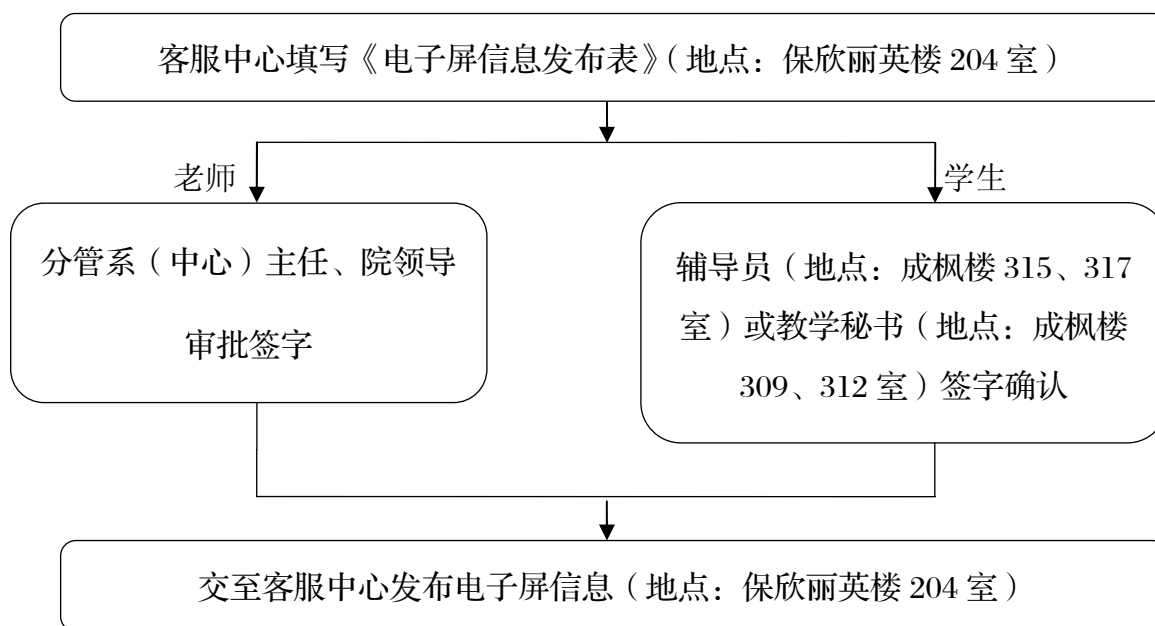 客服中心填写《电子屏信息发布表》（地点：保欣丽英楼 204 室）
老师
学生
分管系（中心）主任、院领导
审批签字
辅导员（地点：成枫楼 315、317
室）或教学秘书（地点：成枫楼
309、312 室）签字确认
交至客服中心发布电子屏信息（地点：保欣丽英楼 204 室）